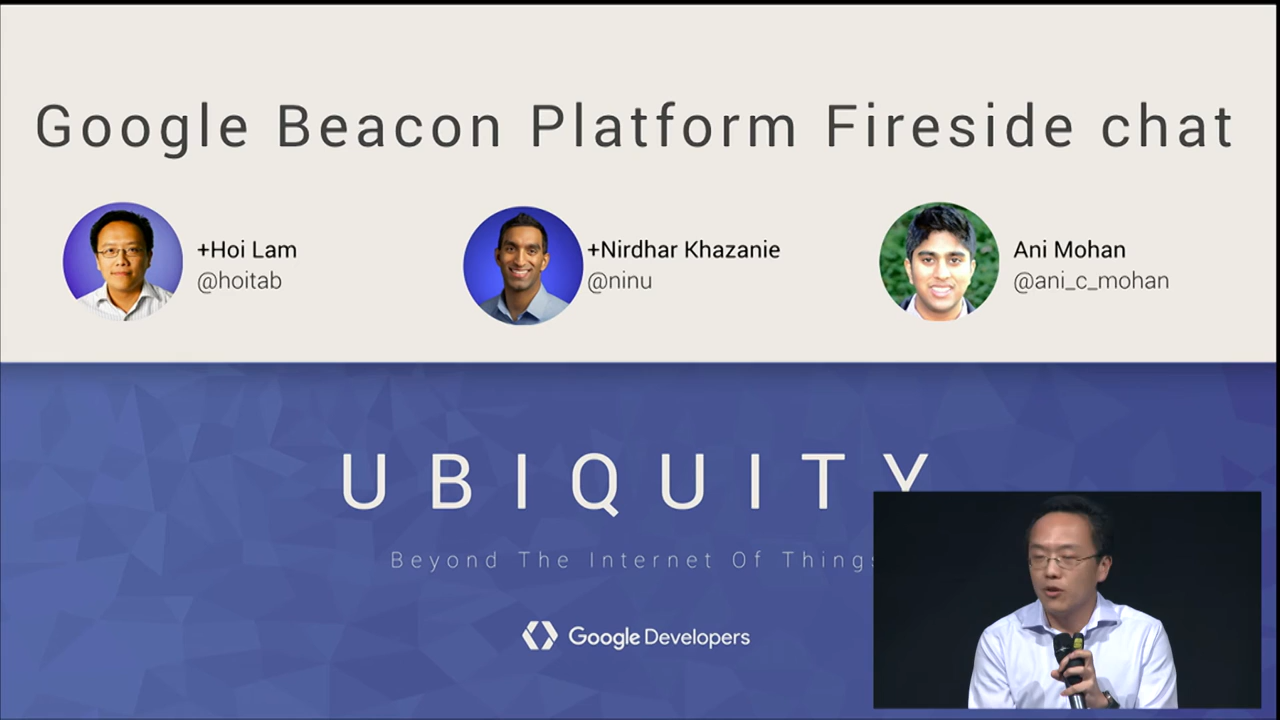 Google Beacon Platform Fireside chat
+Hoi Lam
@hoitab
+Nirdhar Khazanie
@ninu
Ani Mohan
@ani_c_mohan
UBIQUITY
Beyond The Internet Of Things
Google Developers